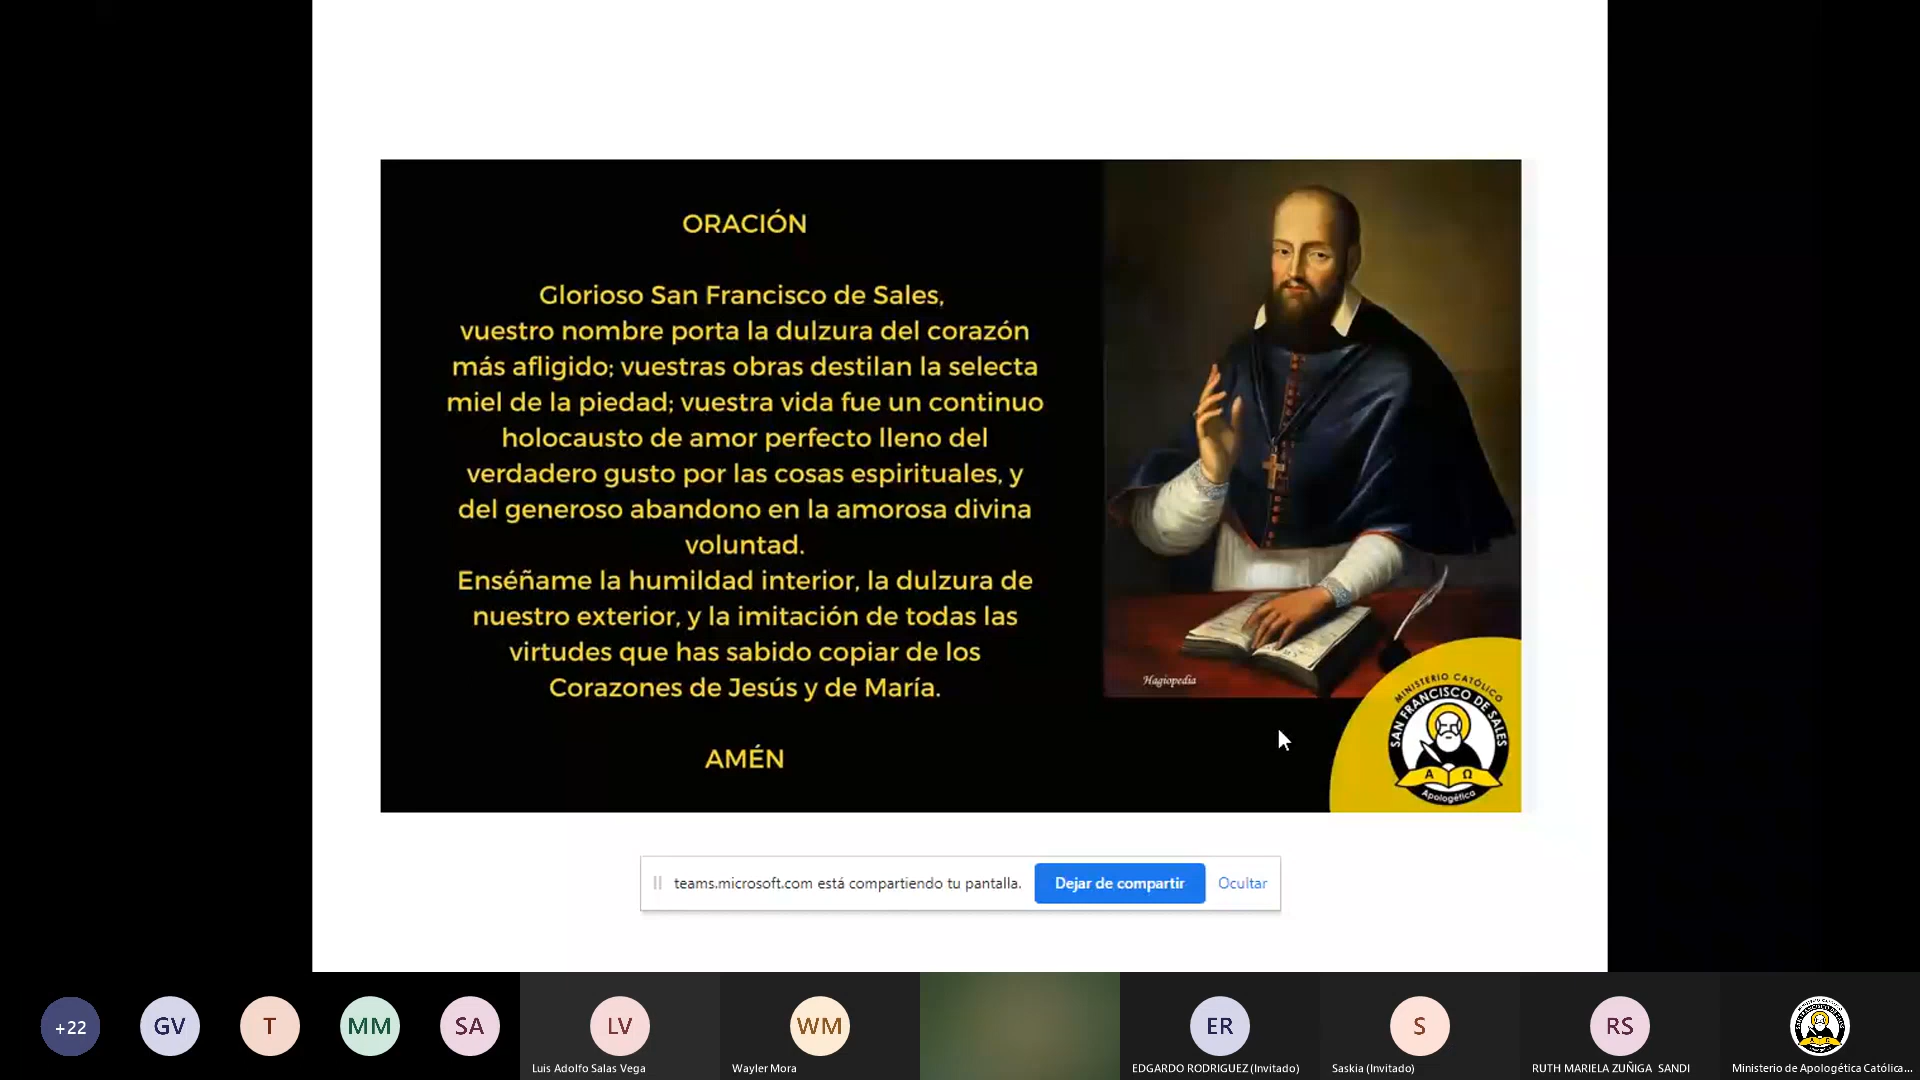 ORACIÓN
Glorioso San Francisco de Sales,
vuestro nombre porta la dulzura del corazón
más afligido; vuestras obras destilan la selecta
miel de la piedad; vuestra vida fue un continuo
holocausto de amor perfecto lleno del
verdadero gusto por las cosas espirituales, y
del generoso abandono en la amorosa divina
voluntad.
Enséñame la humildad interior, la dulzura de
nuestro exterior, y la imitación de todas las
virtudes que has sabido copiar de los
Corazones de Jesús y de María.
AMÉN
Hagiopedia
MINISTERIO CATÓLICO
SAN FRANCISCO DE SALES
Α Ω
Apologética
teams.microsoft.com está compartiendo tu pantalla.
Dejar de compartir
Ocultar
+22
GV
T
MM
SA
LV
Luis Adolfo Salas Vega
WM
Wayler Mora
ER
EDGARDO RODRIGUEZ (Invitado)
S
Saskia (Invitado)
RS
RUTH MARIELA ZUÑIGA SANDI
Ministerio de Apologética Católica...